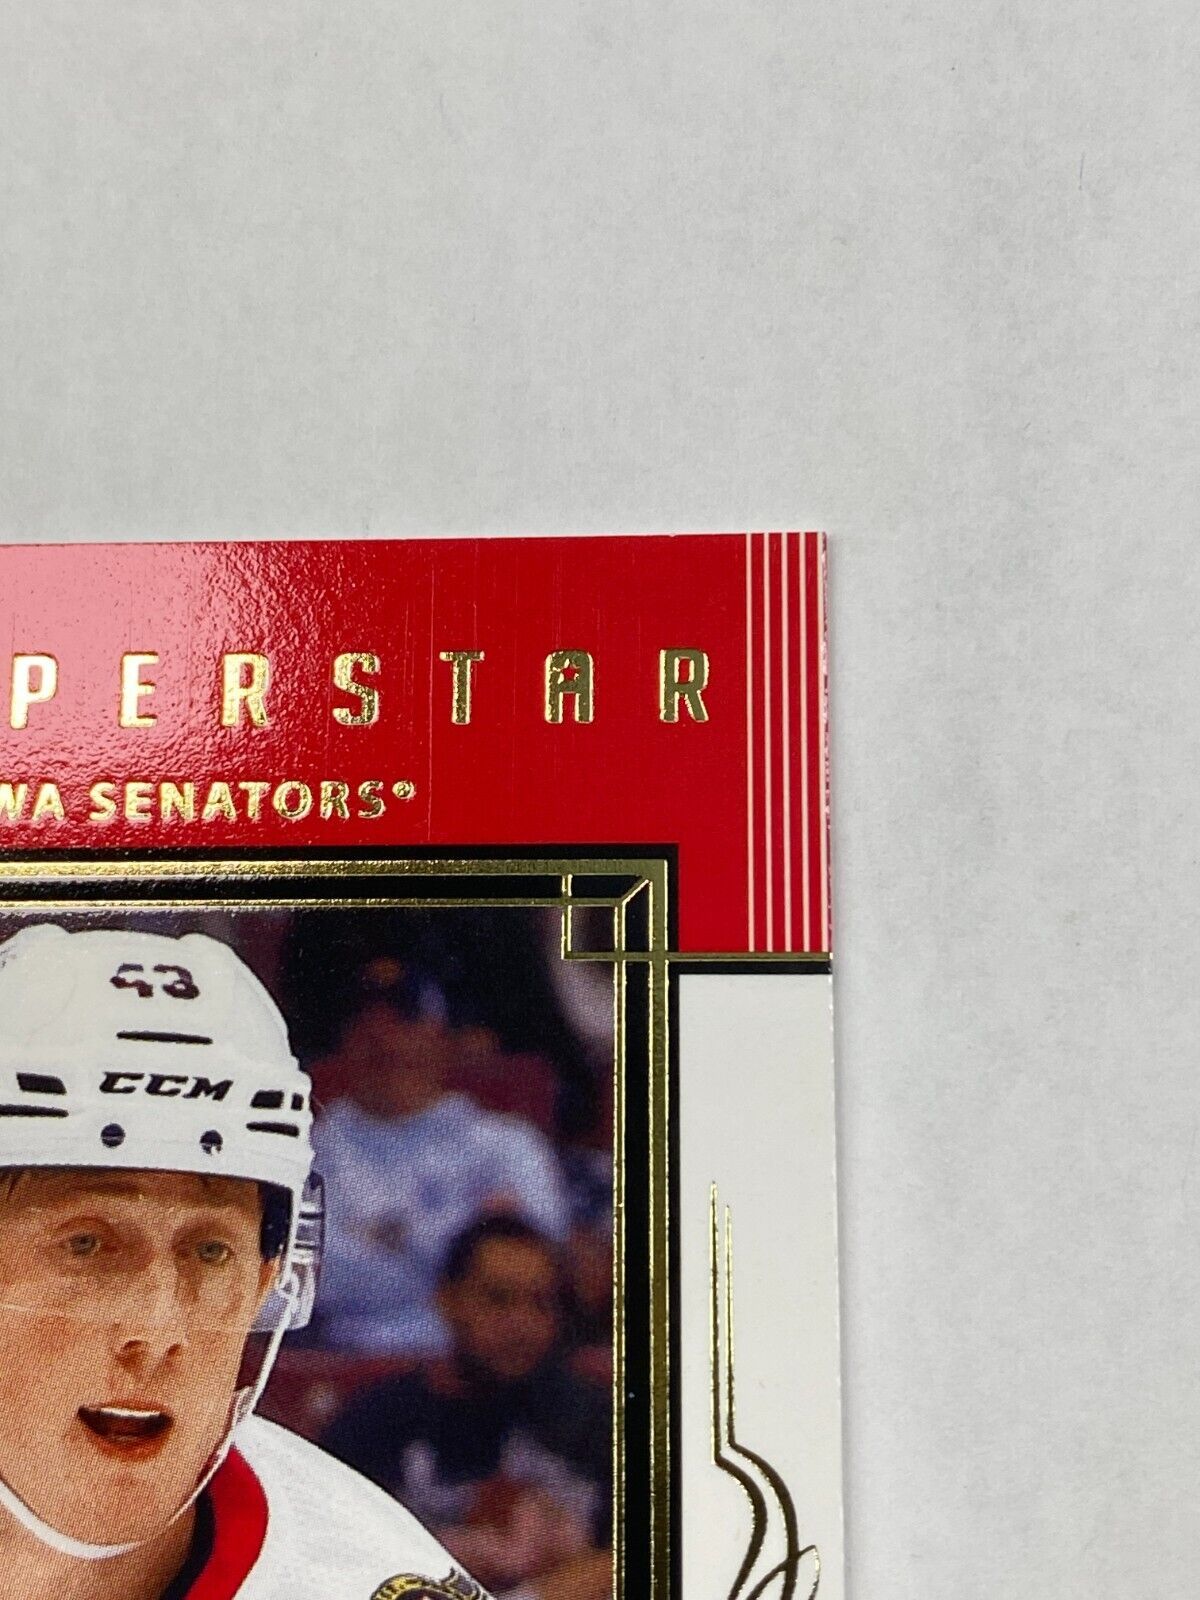 PERSTAR
WA SENATORS®
43
CCM